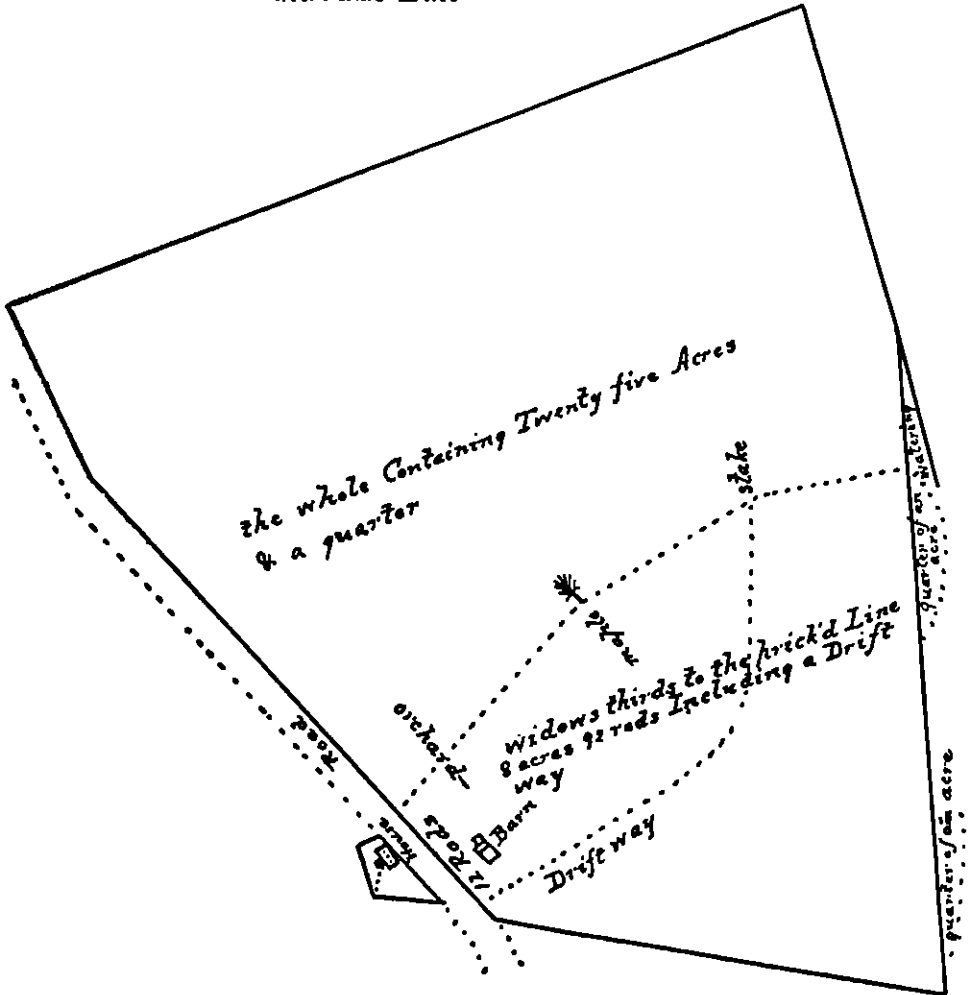 the whole Containing Twenty five Acres
& a quarter
stake
quarter of an
acre
watering
maple
widows thirds to the prick'd Line
8 acres 92 rods Including a Drift
way
orchard
Road
House
12 Rods
Barn
Drift way
quarter of an acre